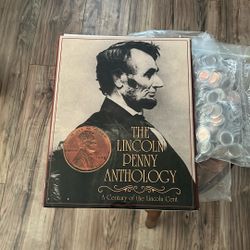 THE
LINCOLN
PENNY
ANTHOLOGY
A Century of the Lincoln Cent